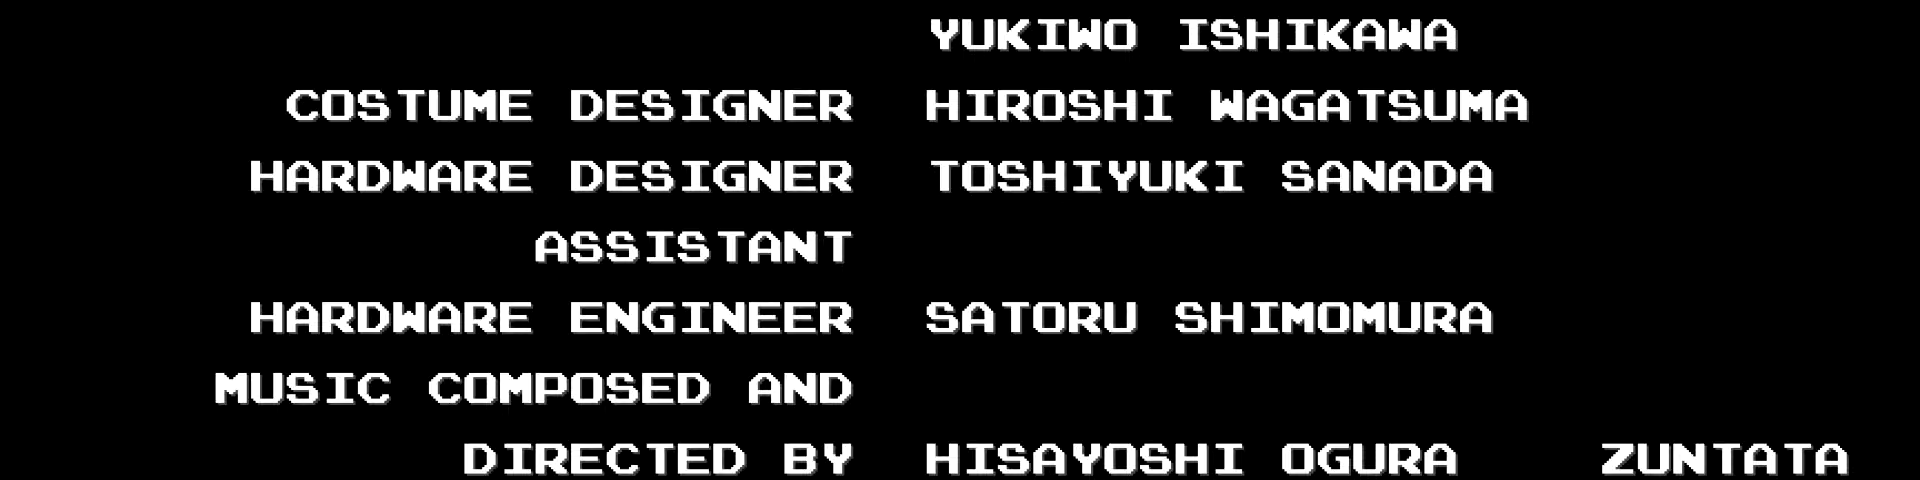 YUKIWO ISHIKAWA
COSTUME DESIGNER HIROSHI WAGATSUMA
HARDWARE DESIGNER TOSHIYUKI SANADA
ASSISTANT
HARDWARE ENGINEER SATORU SHIMOMURA
MUSIC COMPOSED AND
DIRECTED BY HISAYOSHI OGURA ZUNTATA